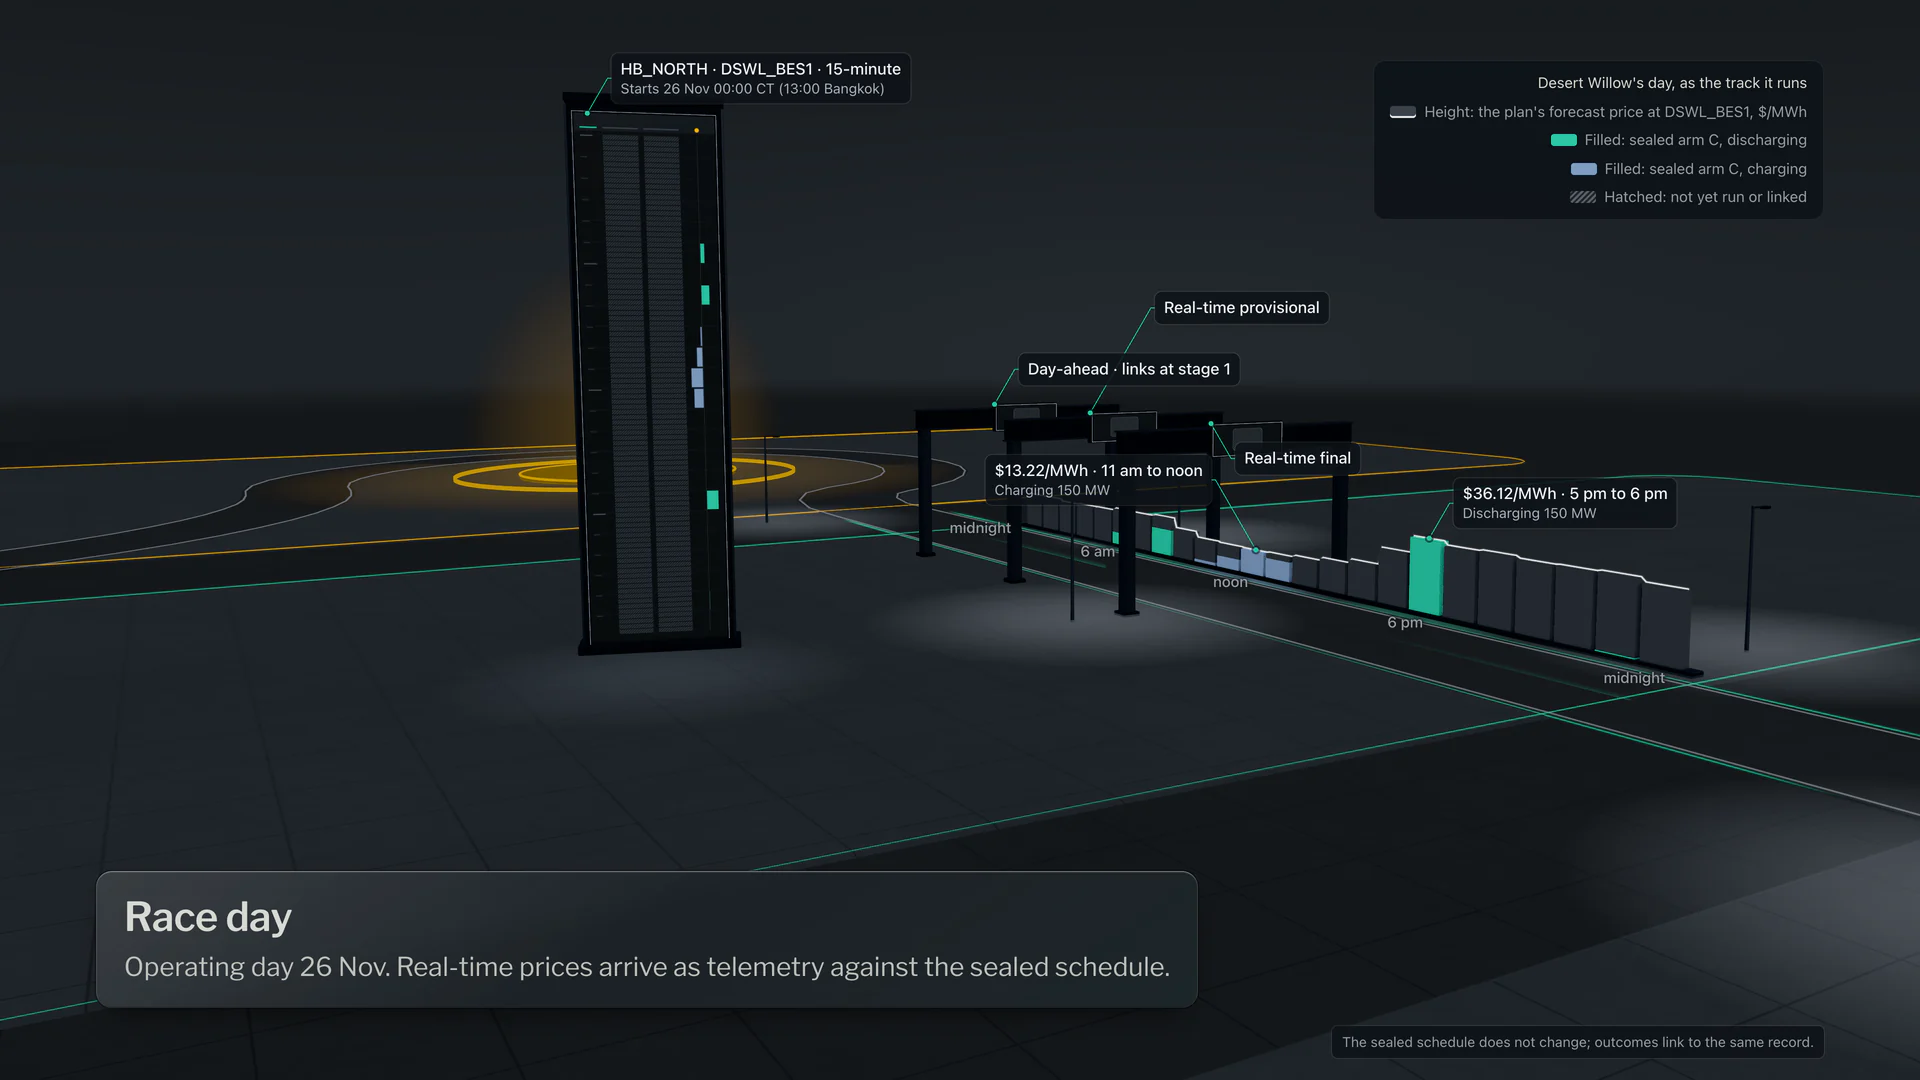 HB_NORTH · DSWL_BES1 · 15-minute
Starts 26 Nov 00:00 CT (13:00 Bangkok)
Desert Willow's day, as the track it runs
Height: the plan's forecast price at DSWL_BES1, $/MWh
Filled: sealed arm C, discharging
Filled: sealed arm C, charging
Hatched: not yet run or linked
Real-time provisional
Day-ahead · links at stage 1
Real-time final
$13.22/MWh · 11 am to noon
Charging 150 MW
$36.12/MWh · 5 pm to 6 pm
Discharging 150 MW
midnight
6 am
noon
6 pm
midnight
Race day
Operating day 26 Nov. Real-time prices arrive as telemetry against the sealed schedule.
The sealed schedule does not change; outcomes link to the same record.